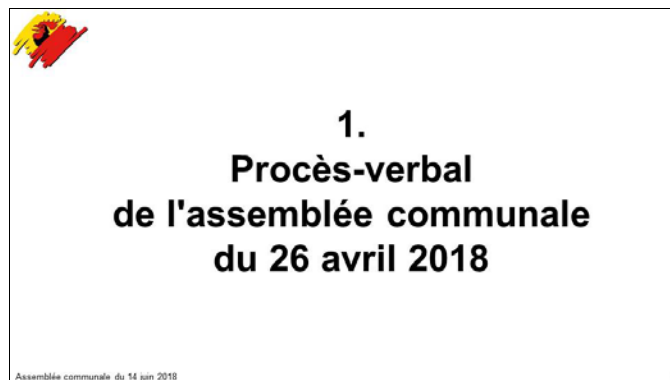 1.
Procès-verbal
de l'assemblée communale
du 26 avril 2018
Assemblée communale du 14 juin 2018